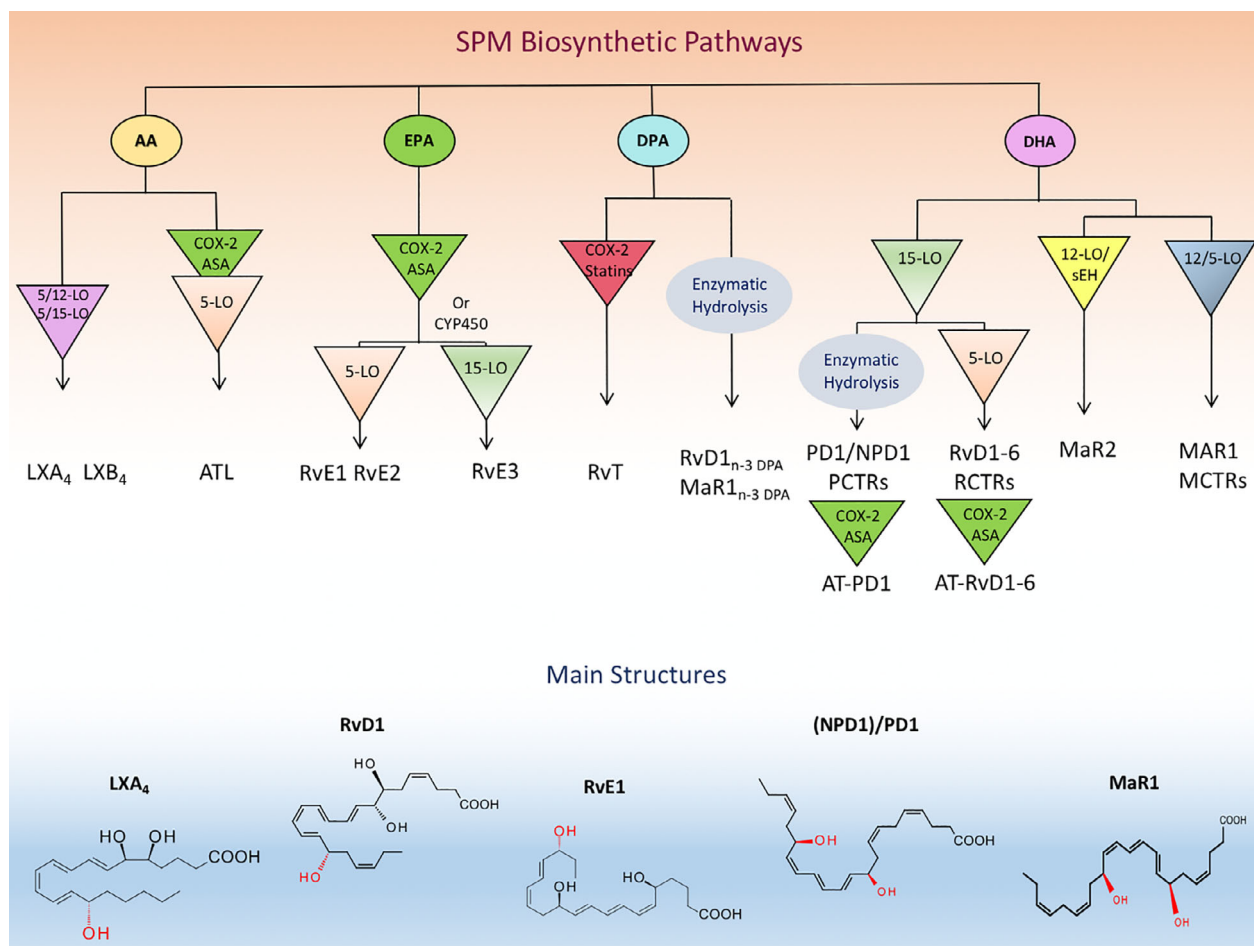 SPM Biosynthetic Pathways
AA
EPA
DPA
DHA
COX-2
ASA
5-LO
5/12-LO
5/15-LO
COX-2
ASA
Or
CYP450
5-LO
15-LO
COX-2
Statins
Enzymatic
Hydrolysis
15-LO
Enzymatic
Hydrolysis
5-LO
12-LO/
sEH
12/5-LO
LXA₄ LXB₄
ATL
RvE1 RvE2
RvE3
RvT
RvD1n-3 DPA
MaR1n-3 DPA
PD1/NPD1
PCTRs
COX-2
ASA
AT-PD1
RvD1-6
RCTRs
COX-2
ASA
AT-RvD1-6
MaR2
MAR1
MCTRs
Main Structures
LXA₄
HO OH
COOH
OH
RvD1
HO
COOH
OH
HO
RvE1
OH
HO
HO
COOH
(NPD1)/PD1
OH
COOH
OH
MaR1
COOH
OH
OH